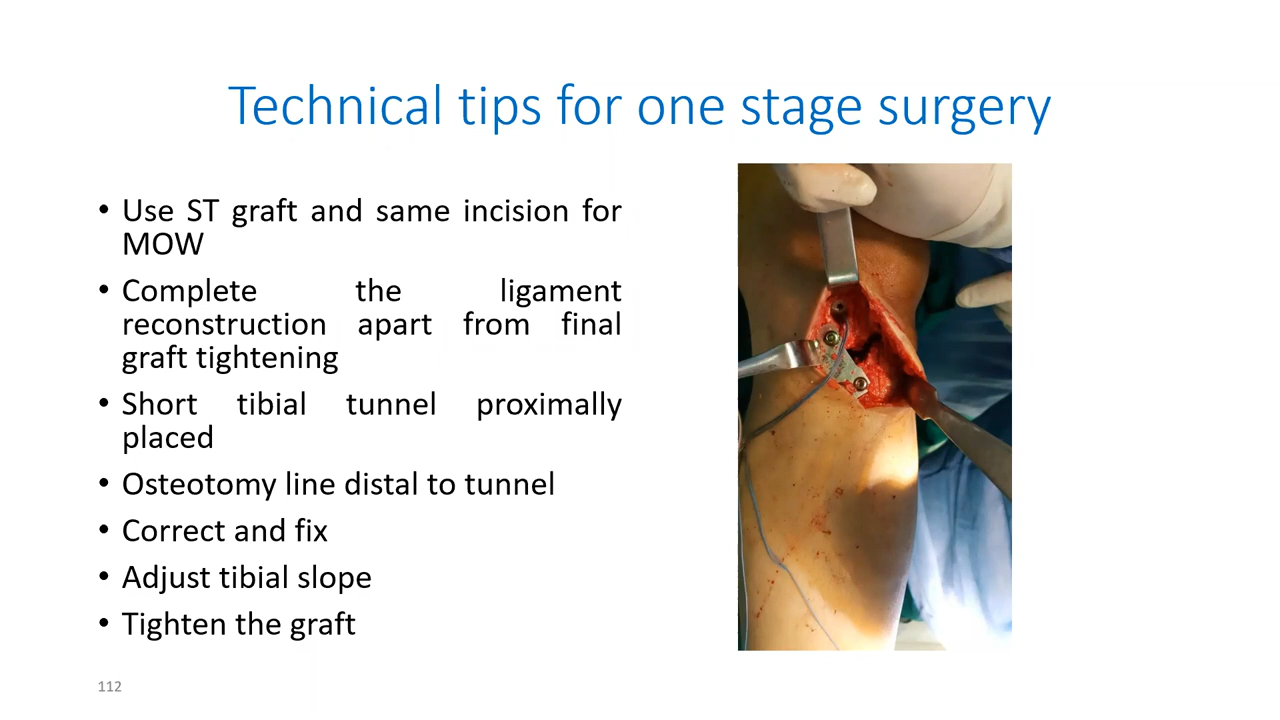 Technical tips for one stage surgery
• Use ST graft and same incision for
MOW
• Complete the ligament
reconstruction apart from final
graft tightening
• Short tibial tunnel proximally
placed
• Osteotomy line distal to tunnel
• Correct and fix
• Adjust tibial slope
• Tighten the graft
112